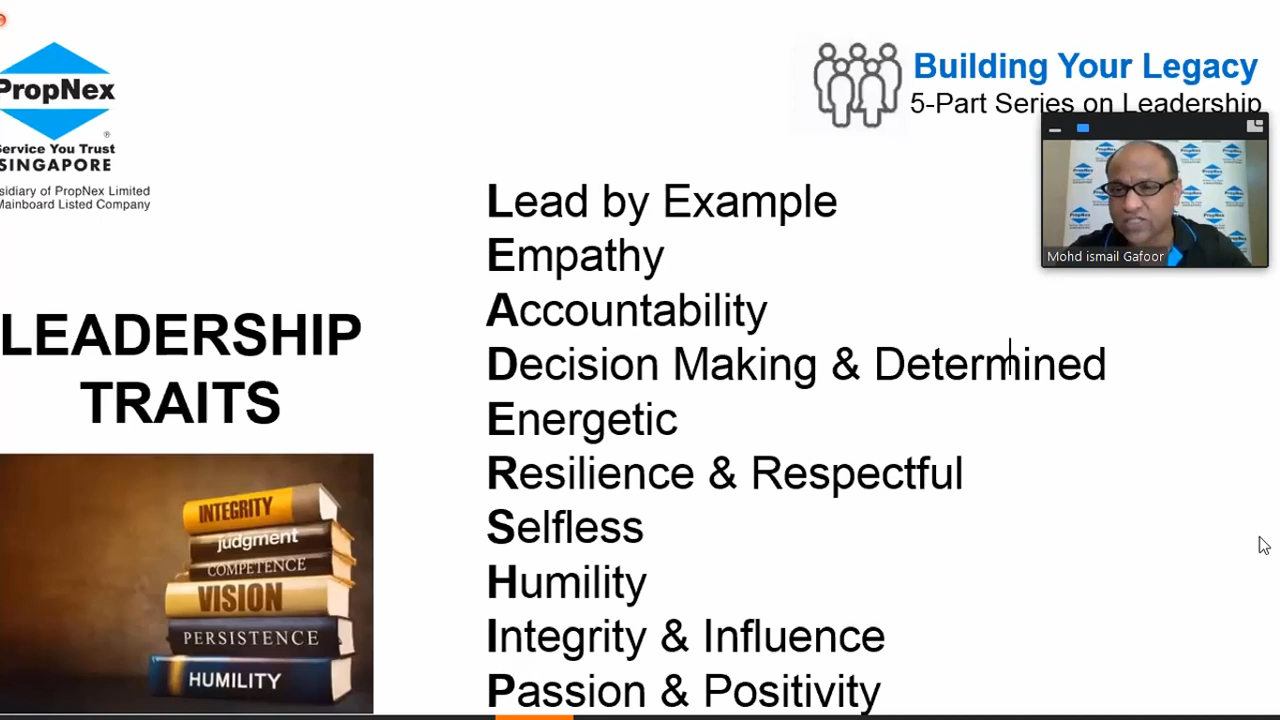 PropNex
®
Service You Trust
SINGAPORE
sidiary of PropNex Limited
Mainboard Listed Company
Building Your Legacy
5-Part Series on Leadership
Mohd ismail Gafoor
LEADERSHIP
TRAITS
Lead by Example
Empathy
Accountability
Decision Making & Determined
Energetic
Resilience & Respectful
Selfless
Humility
Integrity & Influence
Passion & Positivity
INTEGRITY
judgment
COMPETENCE
VISION
PERSISTENCE
HUMILITY